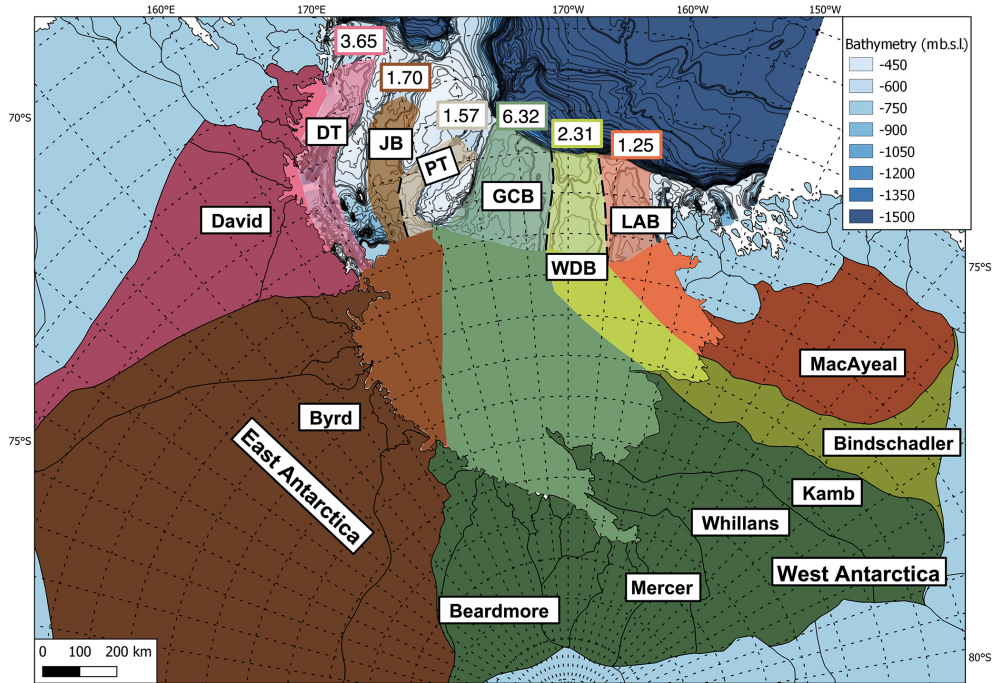 160°E
170°E
170°W
160°W
150°W
3.65
Bathymetry (mb.s.l.)
-450
-600
-750
-900
-1050
-1200
-1350
-1500
1.70
1.57
6.32
2.31
1.25
70°S
DT
JB
PT
GCB
David
LAB
WDB
75°S
MacAyeal
Byrd
75°S
East Antarctica
Bindschadler
Kamb
Whillans
West Antarctica
Mercer
Beardmore
0 100 200 km
80°S